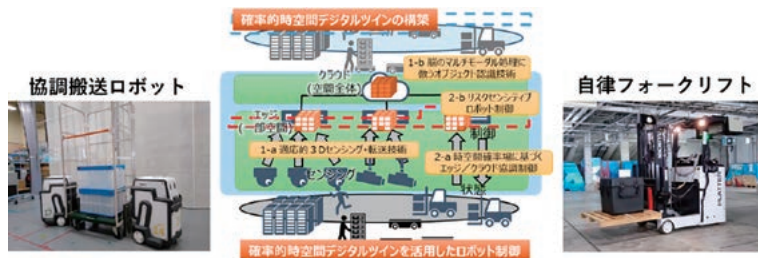 確率的時空間デジタルツインの構築
協調搬送ロボット
クラウド
(空間全体)
1-b 脳のマルチモーダル処理に
倣うオブジェクト認識技術
自律フォークリフト
エッジ
(一部空間)
2-b リスクセンシティブ
ロボット制御
制御
1-a 適応的3Dセンシング・転送技術
センシング
2-a 時空間確率場に基づく
エッジ/クラウド協調制御
状態
確率的時空間デジタルツインを活用したロボット制御
PLATTER